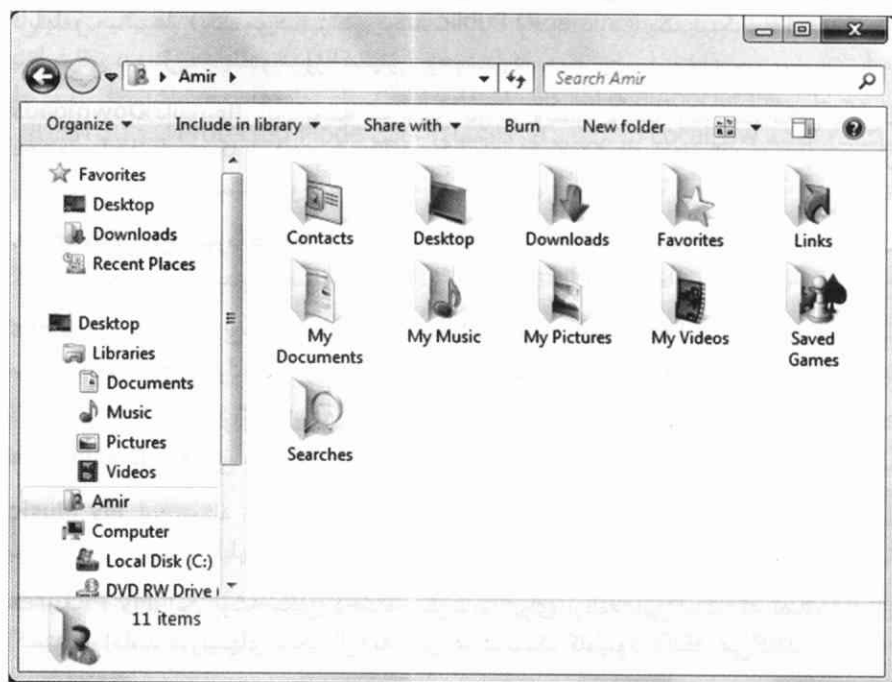 Amir
Search Amir
Organize
Include in library
Share with
Burn
New folder
Favorites
Desktop
Downloads
Recent Places
Desktop
Libraries
Documents
Music
Pictures
Videos
Amir
Computer
Local Disk (C:)
DVD RW Drive
Contacts
Desktop
Downloads
Favorites
Links
My
Documents
My Music
My Pictures
My Videos
Saved
Games
Searches
11 items